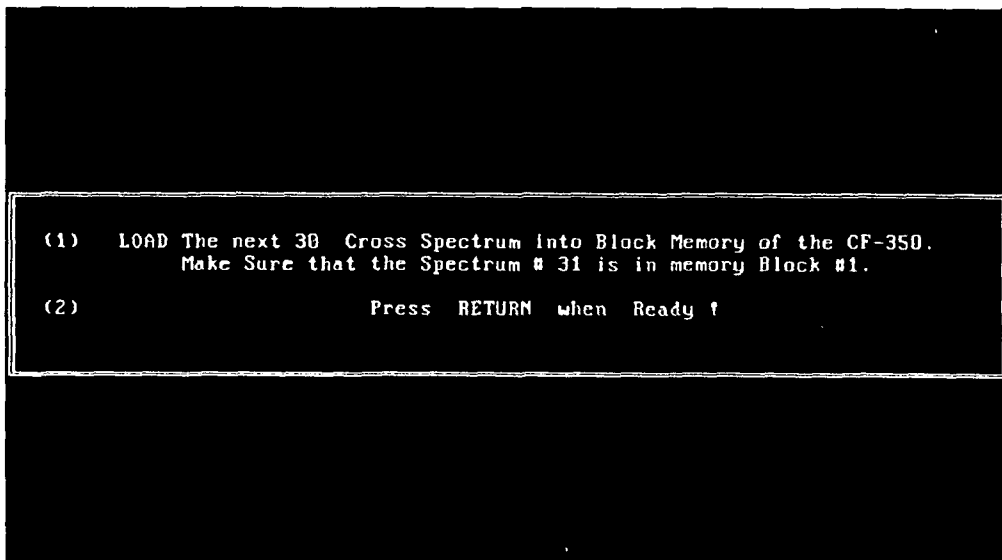 (1) LOAD The next 30 Cross Spectrum into Block Memory of the CF-350.
Make Sure that the Spectrum # 31 is in memory Block #1.
(2) Press RETURN when Ready !